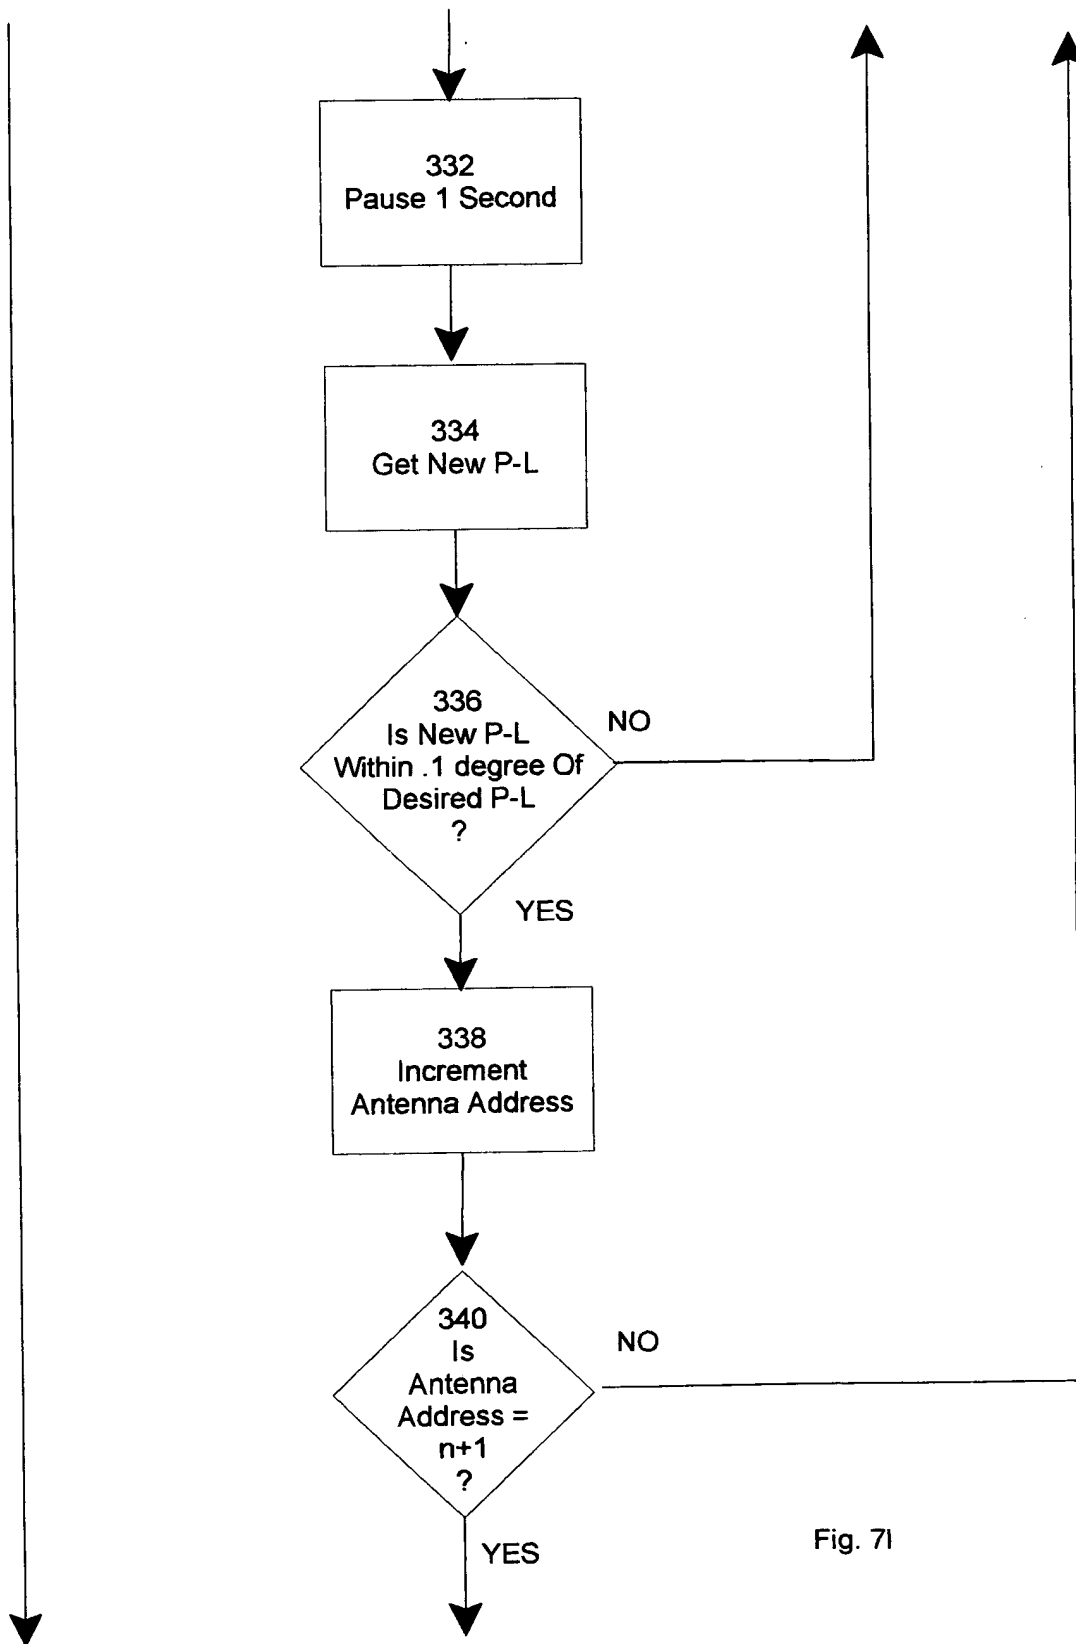 332
Pause 1 Second
334
Get New P-L
336
Is New P-L
Within .1 degree Of
Desired P-L
?
NO
YES
338
Increment
Antenna Address
340
Is
Antenna
Address =
n+1
?
NO
YES
Fig. 7I